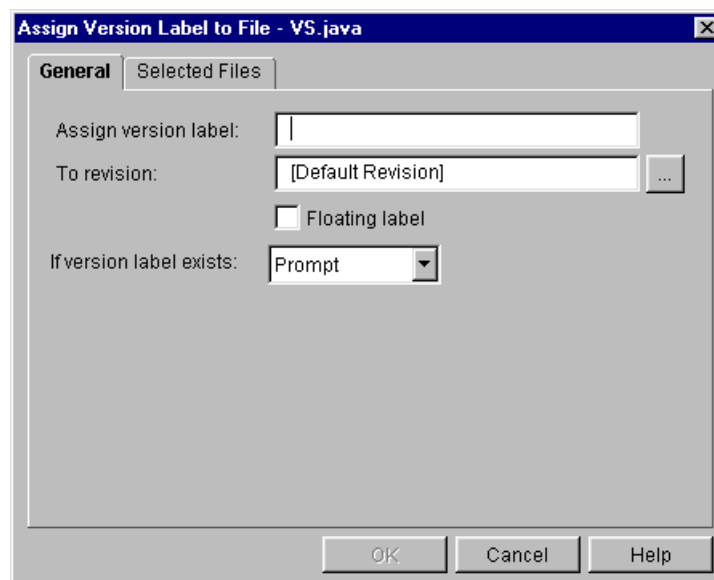 Assign Version Label to File - VS.java
General Selected Files
Assign version label:
To revision: [Default Revision] ...
Floating label
If version label exists: Prompt
OK Cancel Help